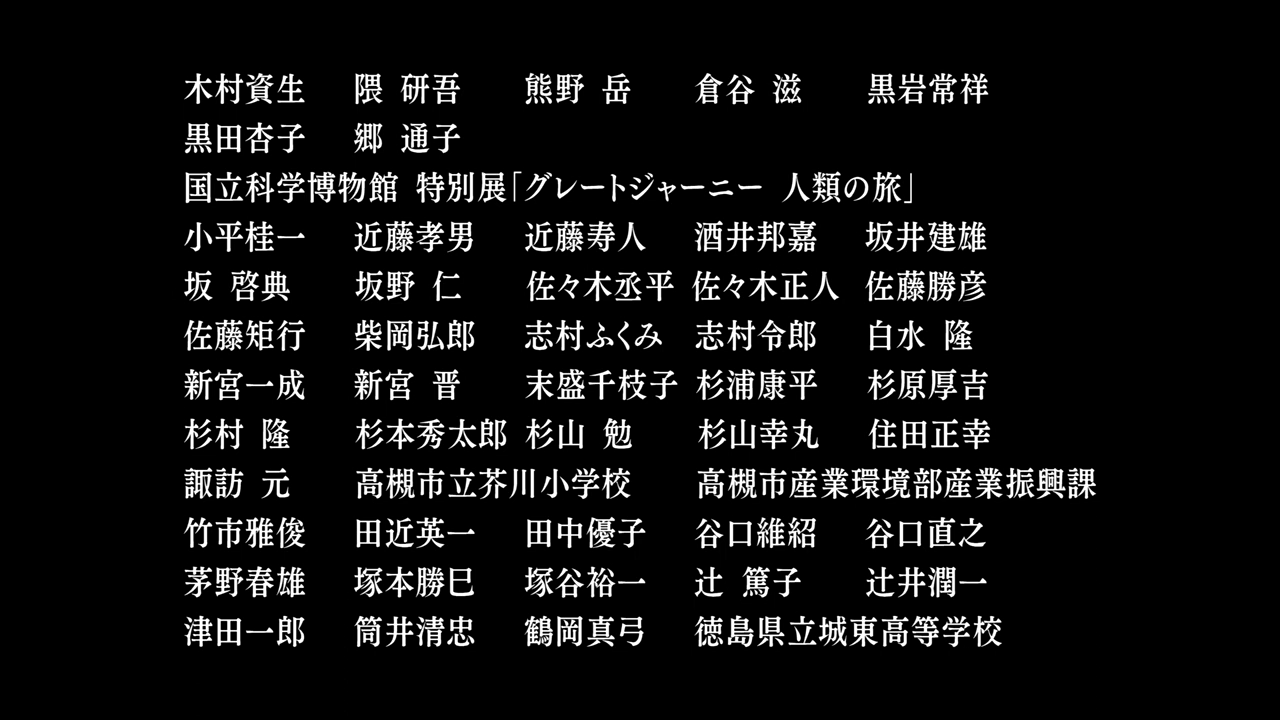 木村資生 隈 研吾 熊野 岳 倉谷 滋 黒岩常祥
黒田杏子 郷 通子
国立科学博物館 特別展「グレートジャーニー 人類の旅」
小平桂一 近藤孝男 近藤寿人 酒井邦嘉 坂井建雄
坂 啓典 坂野 仁 佐々木丞平 佐々木正人 佐藤勝彦
佐藤矩行 柴岡弘郎 志村ふくみ 志村令郎 白水 隆
新宮一成 新宮 晋 末盛千枝子 杉浦康平 杉原厚吉
杉村 隆 杉本秀太郎 杉山 勉 杉山幸丸 住田正幸
諏訪 元 高槻市立芥川小学校 高槻市産業環境部産業振興課
竹市雅俊 田近英一 田中優子 谷口維紹 谷口直之
茅野春雄 塚本勝巳 塚谷裕一 辻 篤子 辻井潤一
津田一郎 筒井清忠 鶴岡真弓 徳島県立城東高等学校